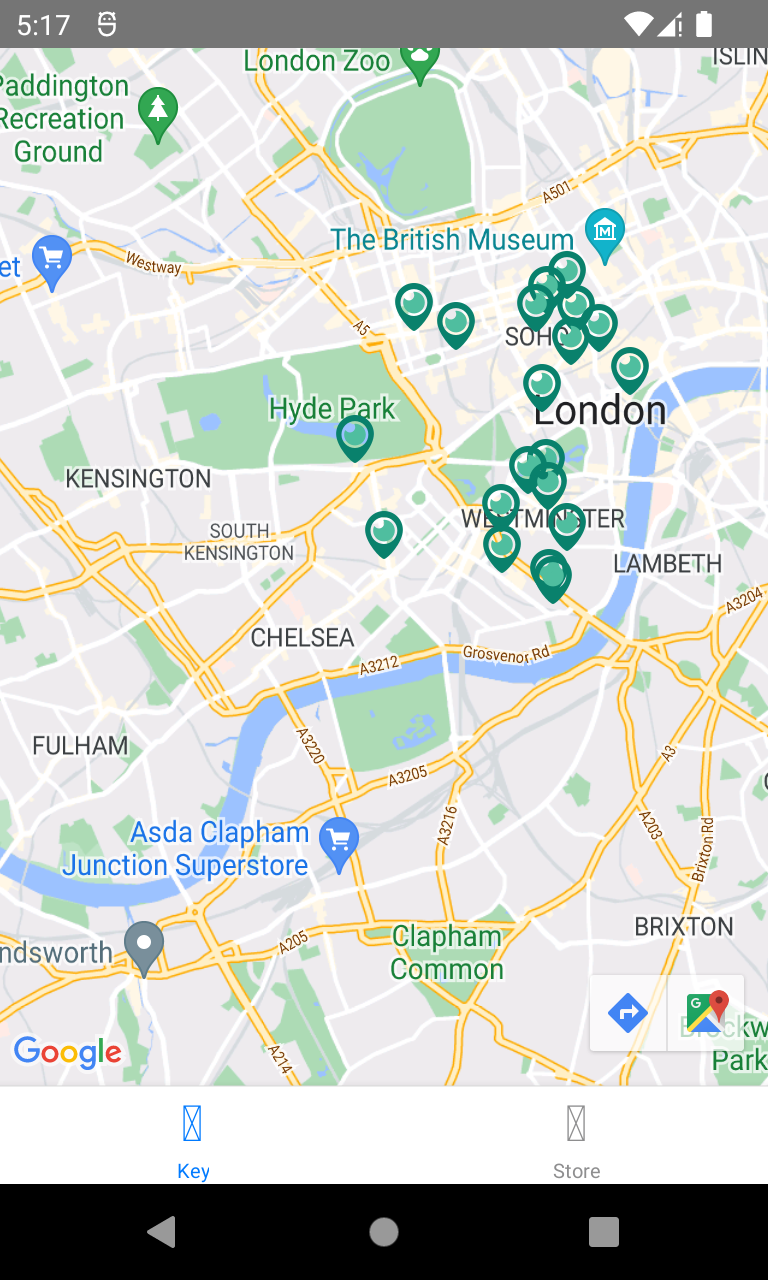 5:17
London Zoo
ISLIN
Paddington
Recreation
Ground
A501
The British Museum
et
Westway
A5
SOHO
Hyde Park
London
KENSINGTON
WESTMINSTER
SOUTH
KENSINGTON
LAMBETH
A3204
CHELSEA
A3212
Grosvenor Rd
FULHAM
A3220
A3
A3205
A3216
A203
Brixton Rd
Asda Clapham
Junction Superstore
BRIXTON
ndsworth
A205
Clapham
Common
G
Brockw
Park
Google
A214
Key
Store